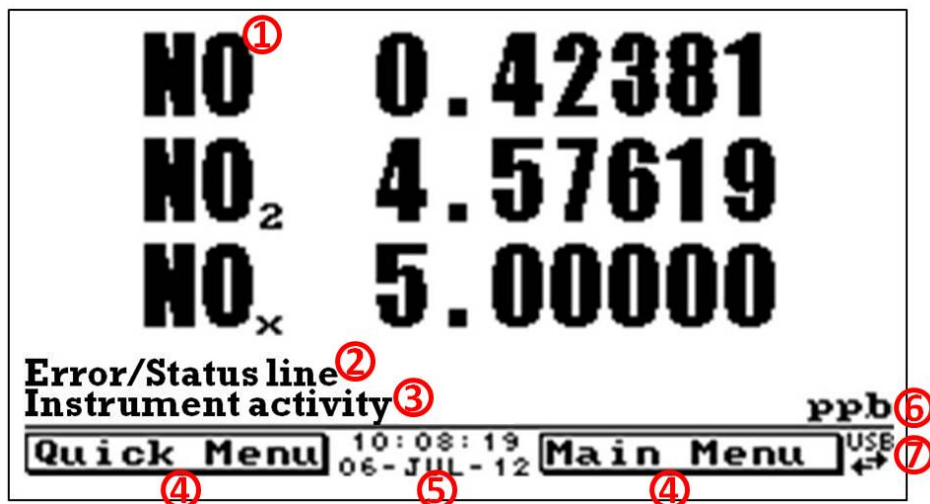 NO ① 0.42381
NO₂ 4.57619
NOₓ 5.00000
Error/Status line ②
Instrument activity ③
ppb ⑥
Quick Menu 10:08:19 Main Menu USB ⑦
06-JUL-12
④ ⑤ ④